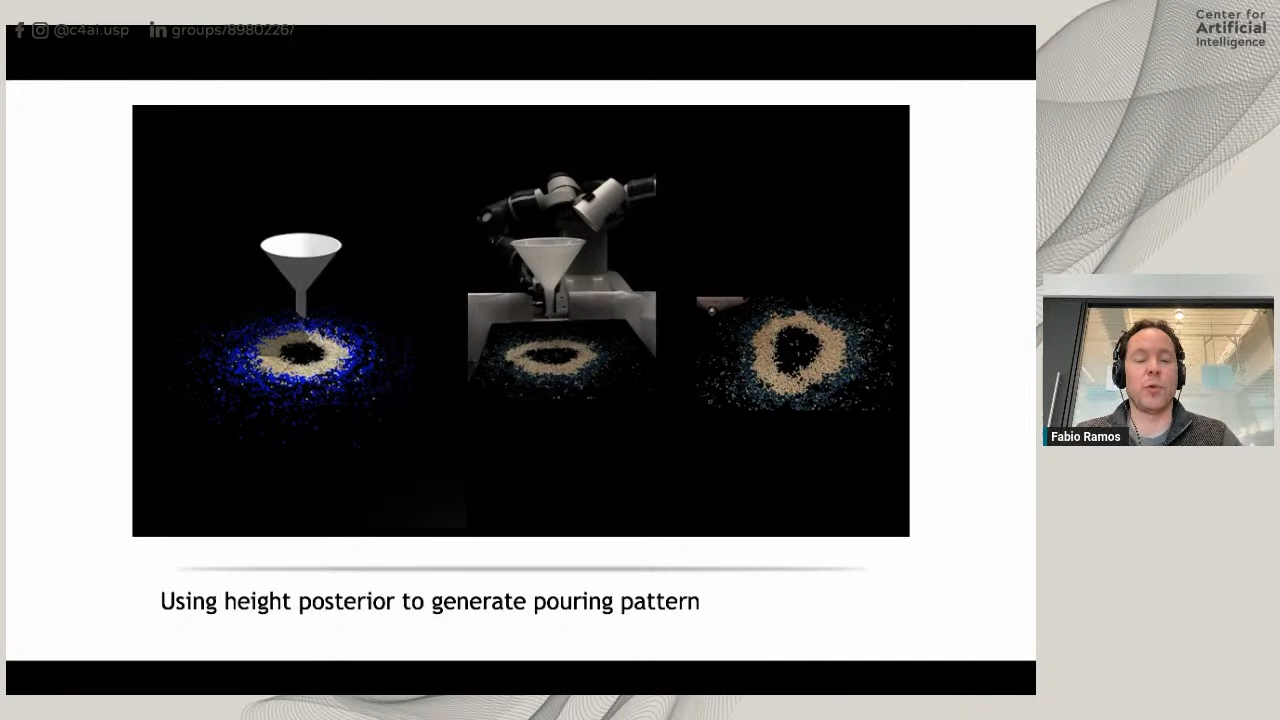 @c4ai.usp groups/8980226/
Center for
Artificial
Intelligence
Fabio Ramos
Using height posterior to generate pouring pattern